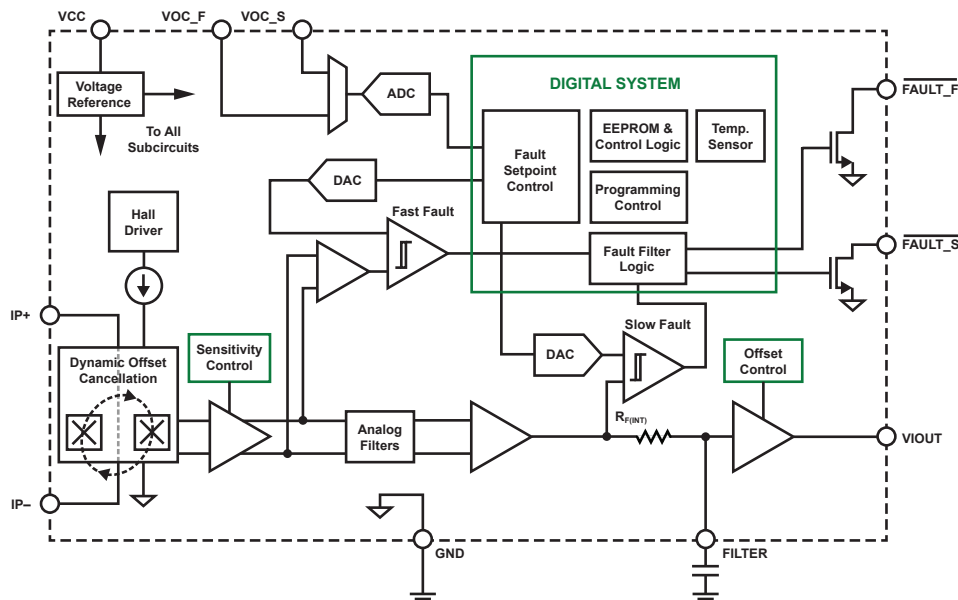 VCC
VOC_F
VOC_S
Voltage
Reference
To All
Subcircuits
ADC
DIGITAL SYSTEM
Fault
Setpoint
Control
EEPROM &
Control Logic
Temp.
Sensor
Programming
Control
Fault Filter
Logic
FAULT_F
FAULT_S
DAC
Fast Fault
Hall
Driver
IP+
Dynamic Offset
Cancellation
Sensitivity
Control
DAC
Slow Fault
Offset
Control
Analog
Filters
RF(INT)
VIOUT
IP–
GND
FILTER